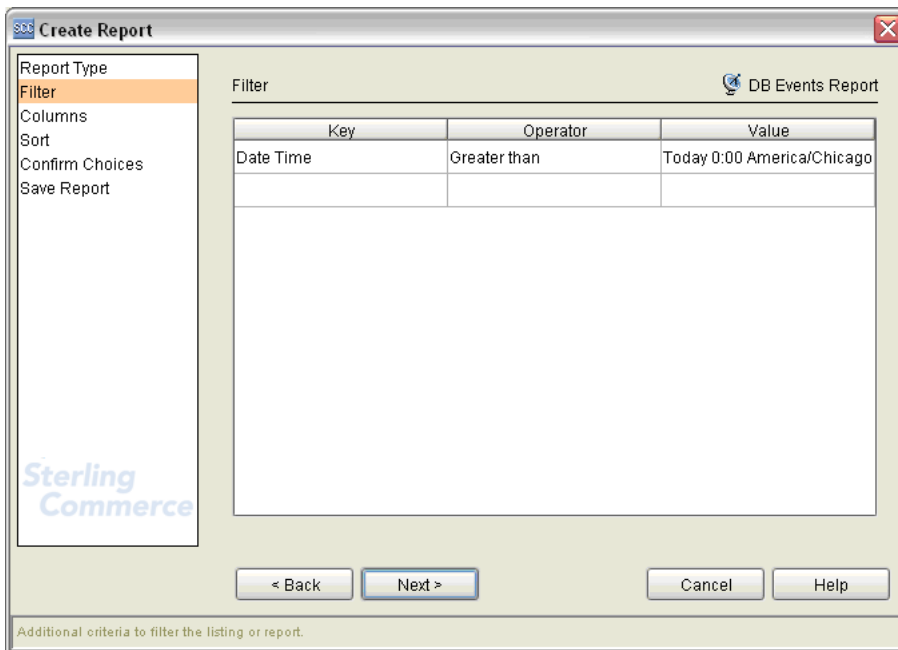 SCC Create Report
Report Type
Filter
Columns
Sort
Confirm Choices
Save Report
Sterling
Commerce
Filter
DB Events Report
Key Operator Value
Date Time Greater than Today 0:00 America/Chicago
< Back Next > Cancel Help
Additional criteria to filter the listing or report.